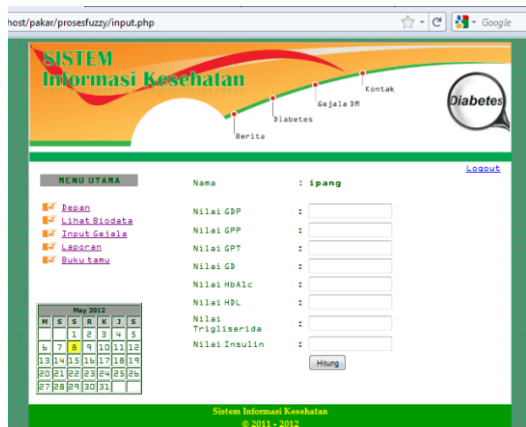 host/pakar/prosesfuzzy/input.php
Google
SISTEM
Informasi Kesehatan
Kontak
Gejala DM
Diabetes
Berita
Diabetes
Logout
MENU UTAMA
Depan
Lihat Biodata
Input Gejala
Laporan
Buku tamu
Nama : ipang
Nilai GDP :
Nilai GPP :
Nilai GPT :
Nilai GD :
Nilai HbA1c :
Nilai HDL :
Nilai
Trigliserida :
Nilai Insulin :
Hitung
May 2012
M S S R K J S
1 2 3 4 5
6 7 8 9 10 11 12
13 14 15 16 17 18 19
20 21 22 23 24 25 26
27 28 29 30 31
Sistem Informasi Kesehatan
© 2011 - 2012